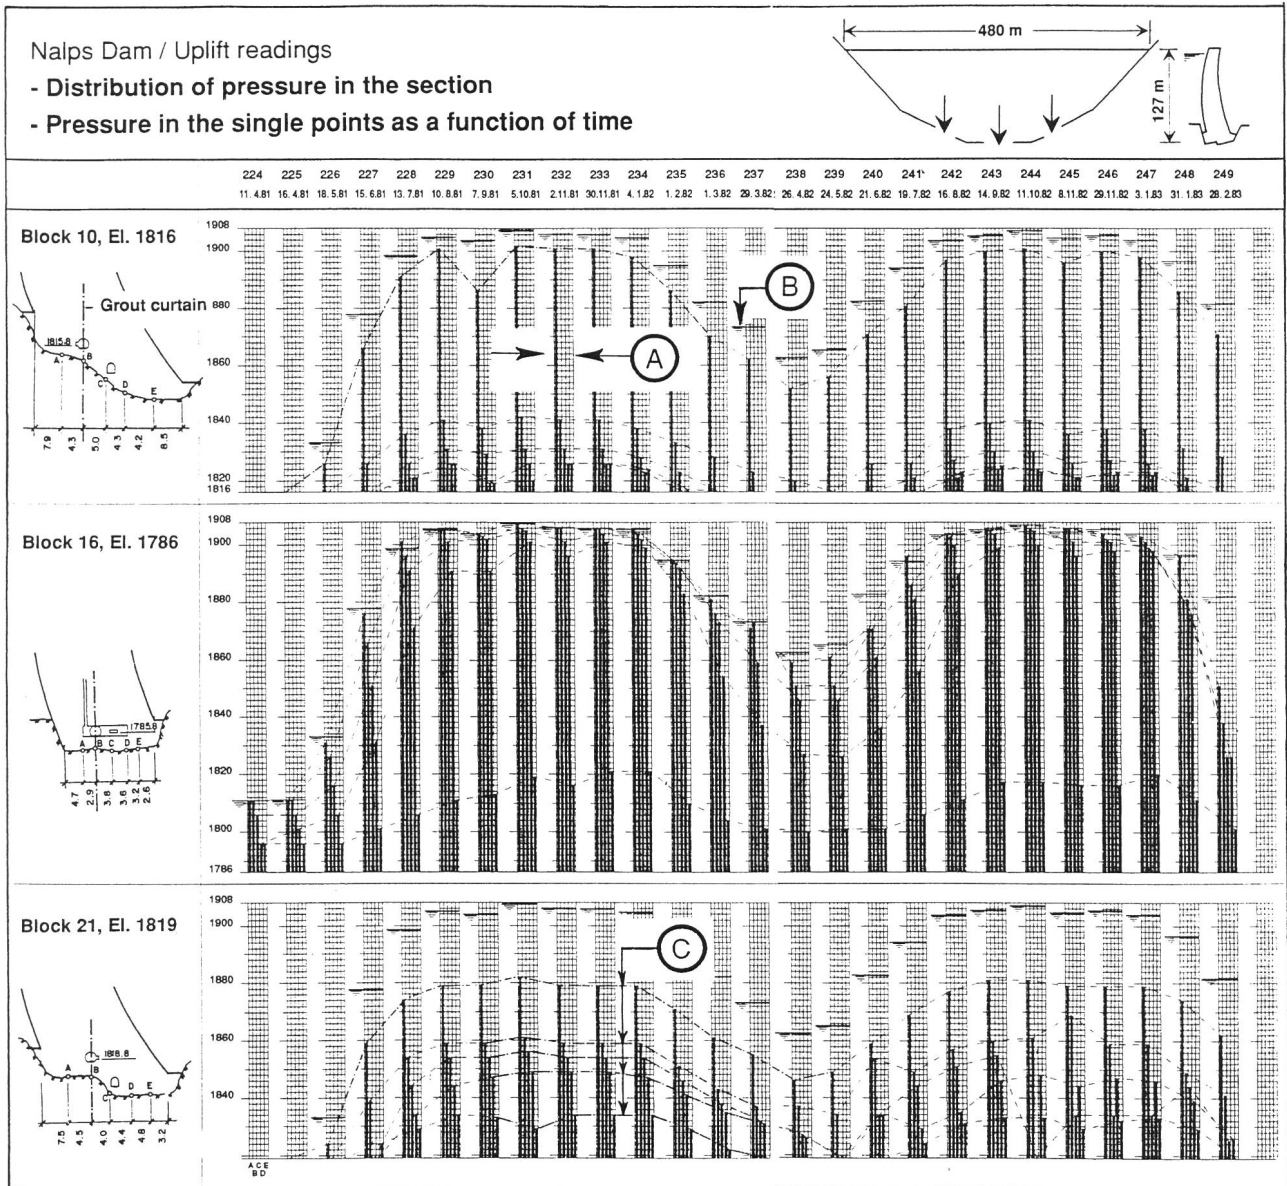 Nalps Dam / Uplift readings
- Distribution of pressure in the section
- Pressure in the single points as a function of time
480 m
127 m
224 225 226 227 228 229 230 231 232 233 234 235 236 237 238 239 240 241 242 243 244 245 246 247 248 249
11. 4.81 16. 4.81 18. 5.81 15. 6.81 13. 7.81 10. 8.81 7. 9.81 5.10.81 2.11.81 30.11.81 4. 1.82 1. 2.82 1. 3.82 29. 3.82 26. 4.82 24. 5.82 21. 6.82 19. 7.82 16. 8.82 14. 9.82 11.10.82 8.11.82 29.11.82 3. 1.83 31. 1.83 28. 2.83
Block 10, El. 1816
1908
1900
880
1860
1840
1820
1816
Grout curtain
1815.8
A B C D E
7.9 4.3 5.0 4.3 4.2 8.5
A
B
Block 16, El. 1786
1908
1900
1880
1860
1840
1820
1800
1786
1785.8
A B C D E
4.7 2.9 3.8 3.6 3.2 2.6
Block 21, El. 1819
1908
1900
1880
1860
1840
1818.8
A B C D E
7.5 4.5 4.0 4.4 4.8 3.2
C
A C E
B D